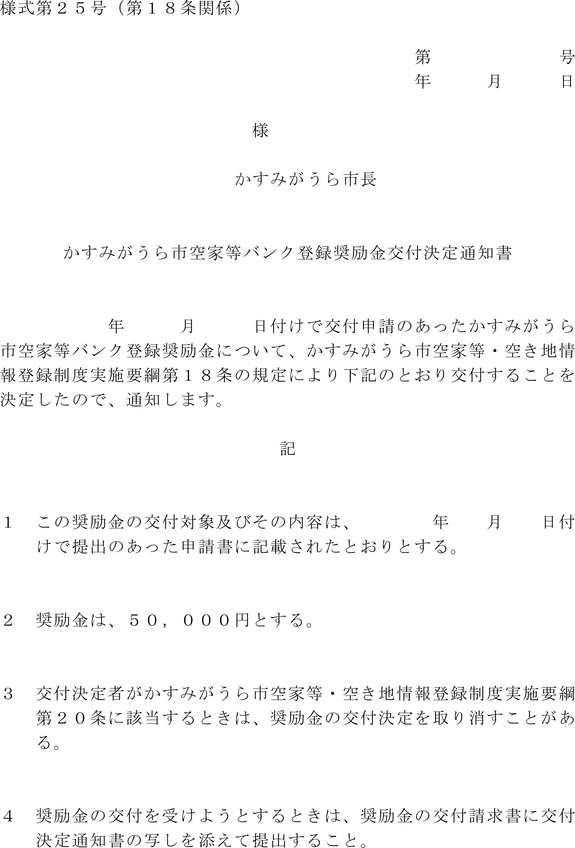 様式第２５号（第１８条関係）
第　　　　　　　号
年　　　月　　　日
様
かすみがうら市長
かすみがうら市空家等バンク登録奨励金交付決定通知書
年　　　月　　　日付けで交付申請のあったかすみがうら
市空家等バンク登録奨励金について、かすみがうら市空家等・空き地情
報登録制度実施要綱第１８条の規定により下記のとおり交付することを
決定したので、通知します。
記
１　この奨励金の交付対象及びその内容は、　　　　年　　月　　日付
けで提出のあった申請書に記載されたとおりとする。
２　奨励金は、５０，０００円とする。
３　交付決定者がかすみがうら市空家等・空き地情報登録制度実施要綱
第２０条に該当するときは、奨励金の交付決定を取り消すことがあ
る。
４　奨励金の交付を受けようとするときは、奨励金の交付請求書に交付
決定通知書の写しを添えて提出すること。